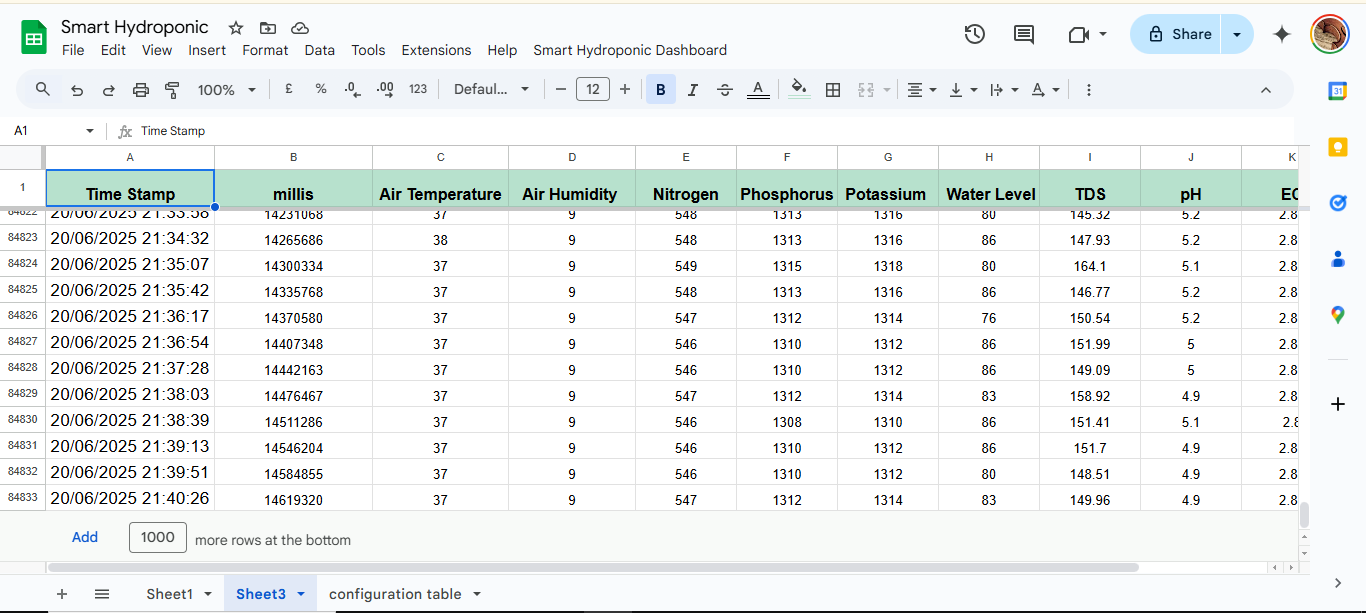 Smart Hydroponic
File Edit View Insert Format Data Tools Extensions Help Smart Hydroponic Dashboard
Share
100% £ % .0 .00 123 Defaul... 12 B I A A
31
A1 fx Time Stamp
A B C D E F G H I J K
1 Time Stamp millis Air Temperature Air Humidity Nitrogen Phosphorus Potassium Water Level TDS pH EC
84822 20/06/2025 21:33:58 14231068 37 9 548 1313 1316 80 145.32 5.2 2.8
84823 20/06/2025 21:34:32 14265686 38 9 548 1313 1316 86 147.93 5.2 2.8
84824 20/06/2025 21:35:07 14300334 37 9 549 1315 1318 80 164.1 5.1 2.8
84825 20/06/2025 21:35:42 14335768 37 9 548 1313 1316 86 146.77 5.2 2.8
84826 20/06/2025 21:36:17 14370580 37 9 547 1312 1314 76 150.54 5.2 2.8
84827 20/06/2025 21:36:54 14407348 37 9 546 1310 1312 86 151.99 5 2.8
84828 20/06/2025 21:37:28 14442163 37 9 546 1310 1312 86 149.09 5 2.8
84829 20/06/2025 21:38:03 14476467 37 9 547 1312 1314 83 158.92 4.9 2.8
84830 20/06/2025 21:38:39 14511286 37 9 546 1308 1310 86 151.41 5.1 2.8
84831 20/06/2025 21:39:13 14546204 37 9 546 1310 1312 86 151.7 4.9 2.8
84832 20/06/2025 21:39:51 14584855 37 9 546 1310 1312 80 148.51 4.9 2.8
84833 20/06/2025 21:40:26 14619320 37 9 547 1312 1314 83 149.96 4.9 2.8
Add 1000 more rows at the bottom
Sheet1 Sheet3 configuration table